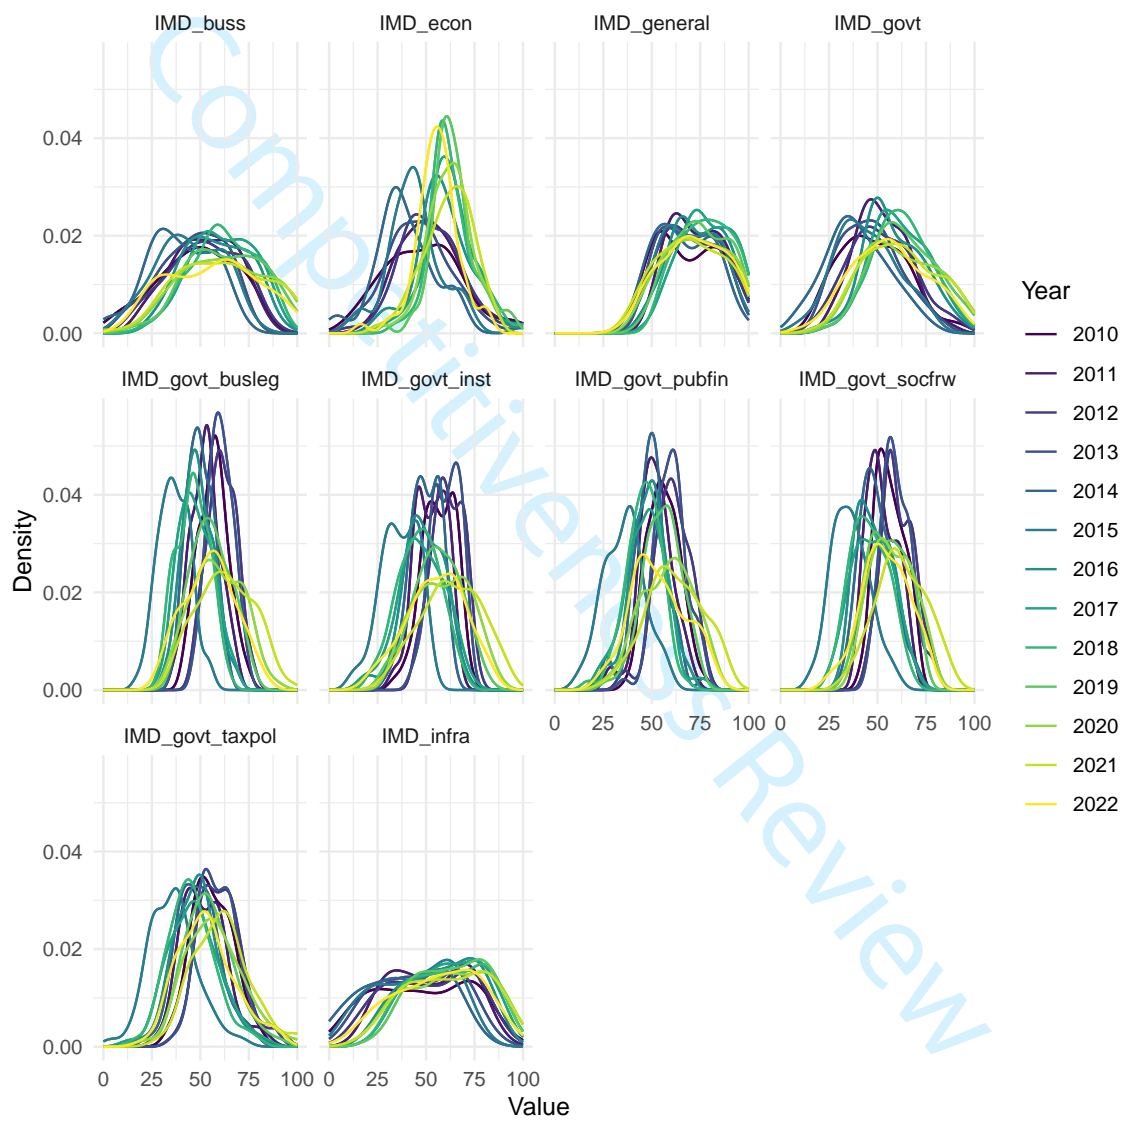 IMD_buss IMD_econ IMD_general IMD_govt
0.04
0.02
0.00
IMD_govt_busleg IMD_govt_inst IMD_govt_pubfin IMD_govt_socfrw
0.04
0.02
0.00
0 25 50 75 100 0 25 50 75 100
IMD_govt_taxpol IMD_infra
0.04
0.02
0.00
0 25 50 75 100 0 25 50 75 100
Value
Density
Year
2010
2011
2012
2013
2014
2015
2016
2017
2018
2019
2020
2021
2022
Competitiveness Review